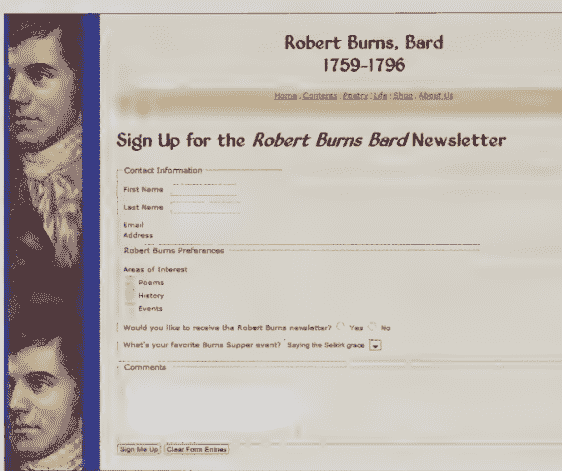 Robert Burns, Bard
1759-1796
Home : Contents : Poetry : Life : Shop : About Us
Sign Up for the Robert Burns Bard Newsletter
Contact Information
First Name
Last Name
Email
Address
Robert Burns Preferences
Areas of Interest
Poems
History
Events
Would you like to receive the Robert Burns newsletter? Yes No
What's your favorite Burns Supper event? Saying the Selkirk grace
Comments
Sign Me Up Clear Form Entries